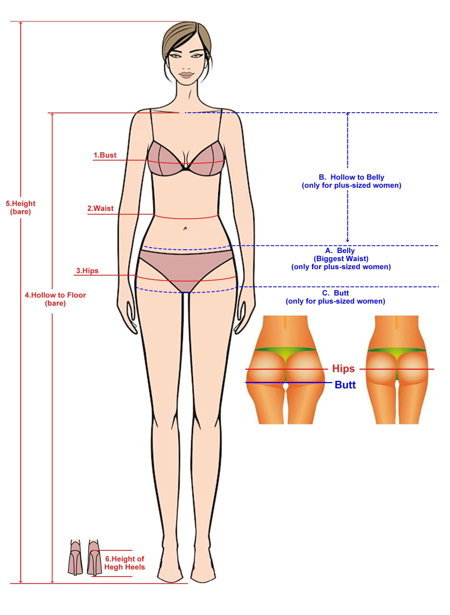 1.Bust
B. Hollow to Belly
(only for plus-sized women)
5.Height
(bare)
2.Waist
A. Belly
(Biggest Waist)
(only for plus-sized women)
3.Hips
4.Hollow to Floor
(bare)
C. Butt
(only for plus-sized women)
Hips
Butt
6.Height of
Hegh Heels